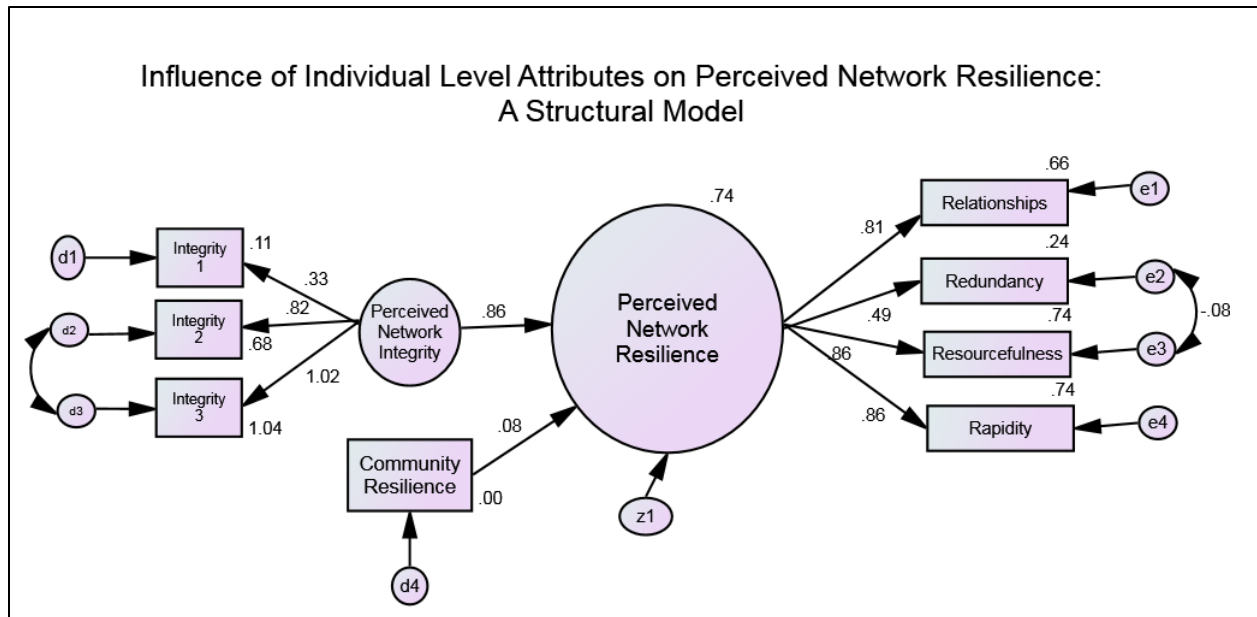 Influence of Individual Level Attributes on Perceived Network Resilience:
A Structural Model
d1
Integrity
1
.11
.33
d2
Integrity
2
.82
.68
d3
Integrity
3
1.02
1.04
Perceived
Network
Integrity
.86
Community
Resilience
.08
.00
d4
.74
Perceived
Network
Resilience
z1
.81
.49
.86
.86
.66
Relationships
e1
.24
Redundancy
e2
.74
Resourcefulness
e3
-.08
.74
Rapidity
e4